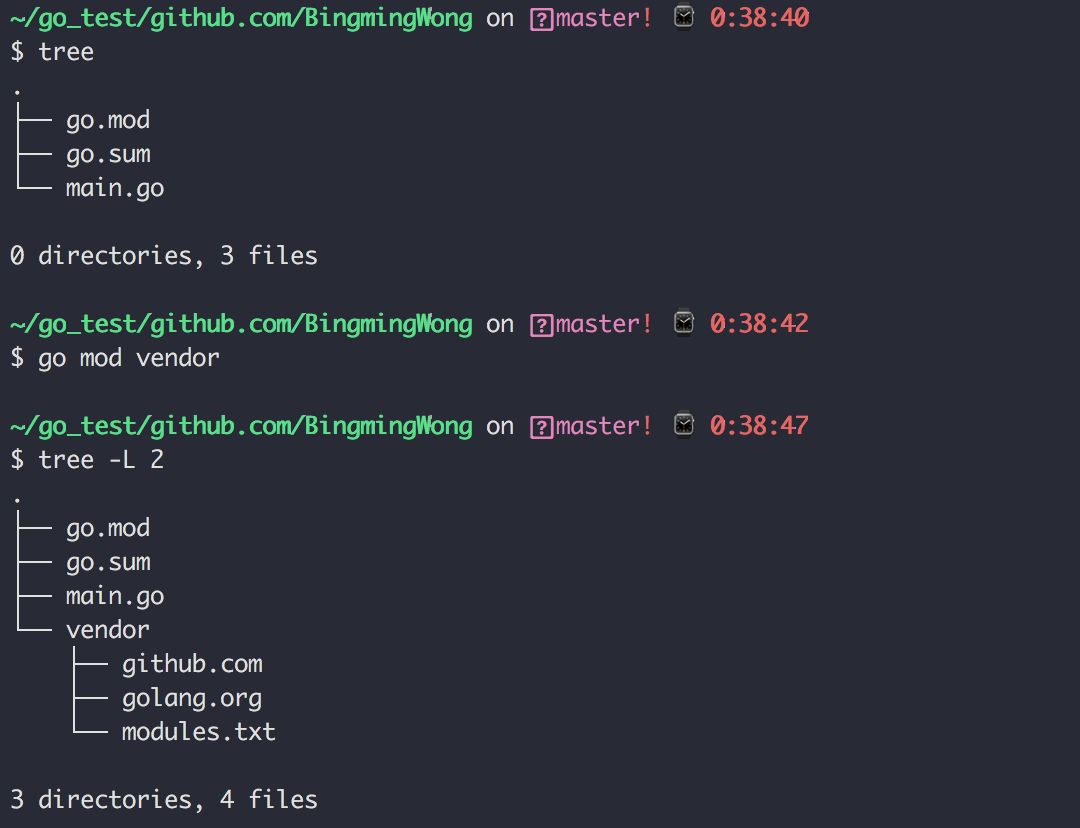 ~/go_test/github.com/BingmingWong on ?master! ⌚ 0:38:40
$ tree
.
├── go.mod
├── go.sum
└── main.go
0 directories, 3 files
~/go_test/github.com/BingmingWong on ?master! ⌚ 0:38:42
$ go mod vendor
~/go_test/github.com/BingmingWong on ?master! ⌚ 0:38:47
$ tree -L 2
.
├── go.mod
├── go.sum
├── main.go
└── vendor
    ├── github.com
    ├── golang.org
    └── modules.txt
3 directories, 4 files